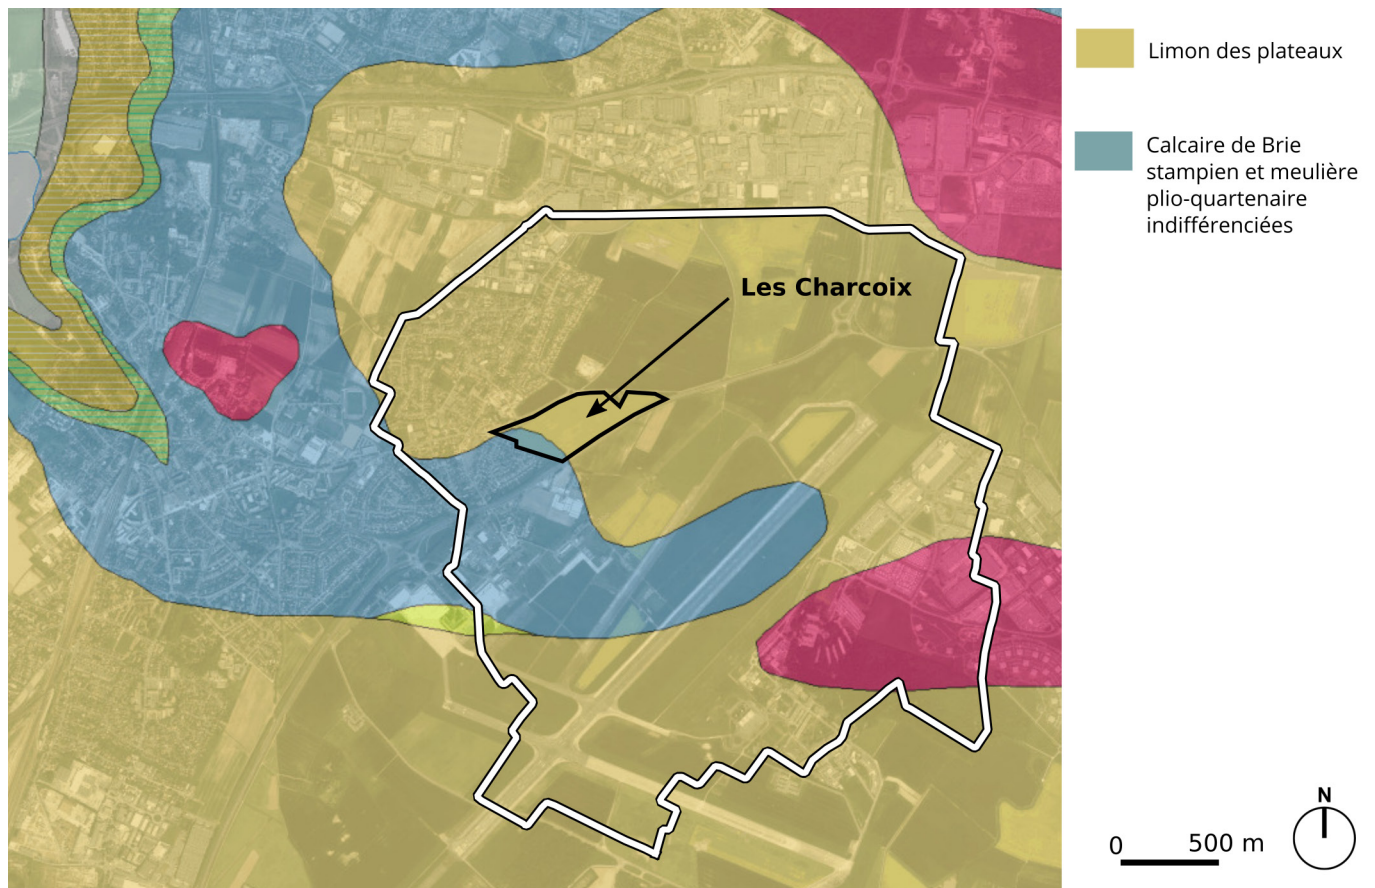 Limon des plateaux
Calcaire de Brie
stampien et meulière
plio-quartenaire
indifférenciées
Les Charcoix
N
0 500 m